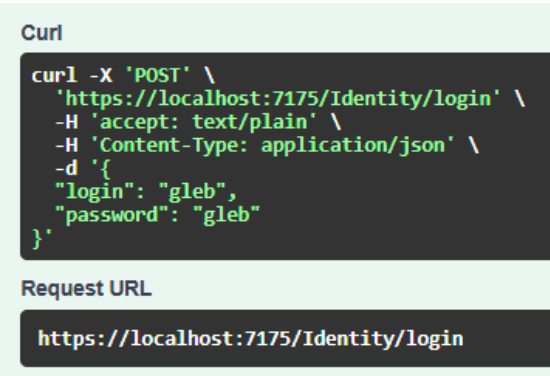 Curl
curl -X 'POST' \
'https://localhost:7175/Identity/login' \
-H 'accept: text/plain' \
-H 'Content-Type: application/json' \
-d '{
"login": "gleb",
"password": "gleb"
}'
Request URL
https://localhost:7175/Identity/login